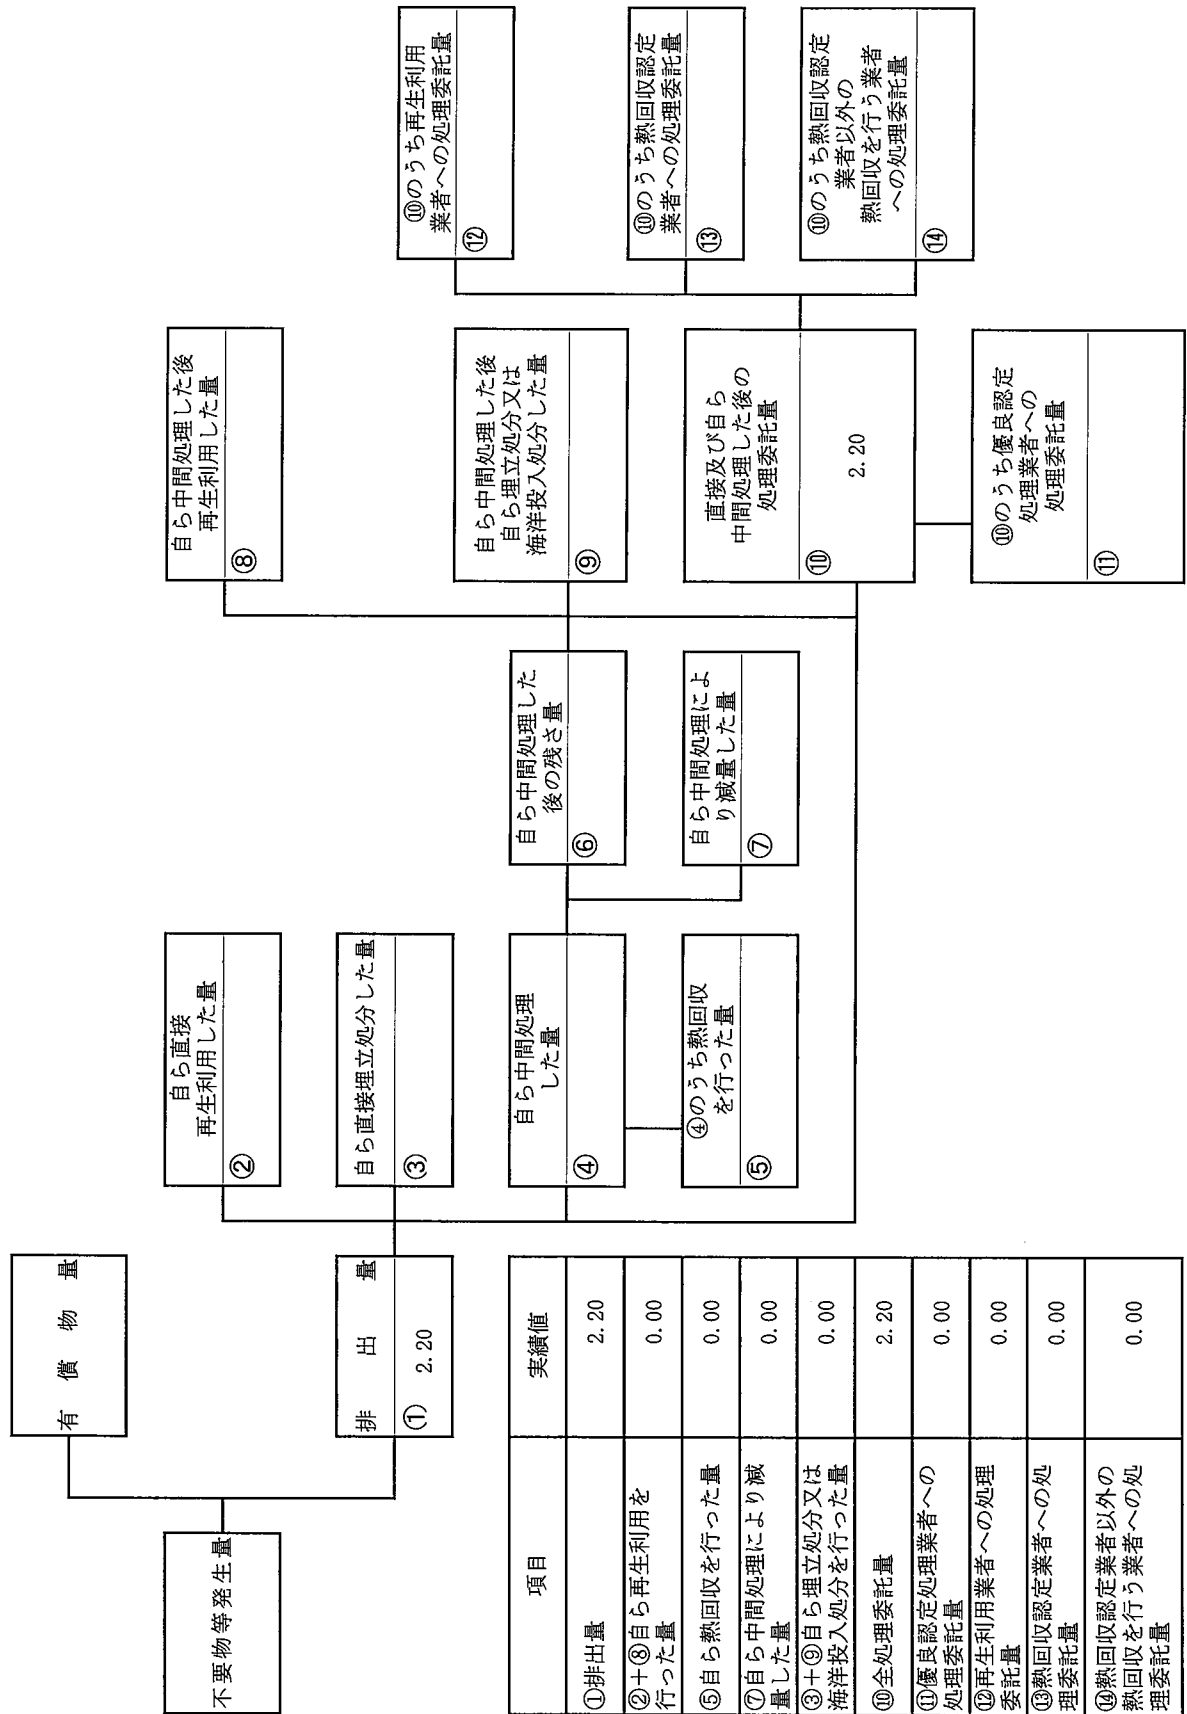 不要物等発生量
有 償 物 量
排 出 量
① 2.20
自ら直接
再生利用した量
②
自ら直接埋立処分した量
③
自ら中間処理
した量
④
④のうち熱回収
を行った量
⑤
自ら中間処理した
後の残さ量
⑥
自ら中間処理によ
り減量した量
⑦
自ら中間処理した後
再生利用した量
⑧
自ら中間処理した後
自ら埋立処分又は
海洋投入処分した量
⑨
直接及び自ら
中間処理した後の
処理委託量
⑩ 2.20
⑩のうち優良認定
処理業者への
処理委託量
⑪
⑩のうち再生利用
業者への処理委託量
⑫
⑩のうち熱回収認定
業者への処理委託量
⑬
⑩のうち熱回収認定
業者以外の
熱回収を行う業者
への処理委託量
⑭
項目 実績値
①排出量 2.20
②+⑧自ら再生利用を
行った量 0.00
⑤自ら熱回収を行った量 0.00
⑦自ら中間処理により減
量した量 0.00
③+⑨自ら埋立処分又は
海洋投入処分を行った量 0.00
⑩全処理委託量 2.20
⑪優良認定処理業者への
処理委託量 0.00
⑫再生利用業者への処理
委託量 0.00
⑬熱回収認定業者への処
理委託量 0.00
⑭熱回収認定業者以外の
熱回収を行う業者への処
理委託量 0.00